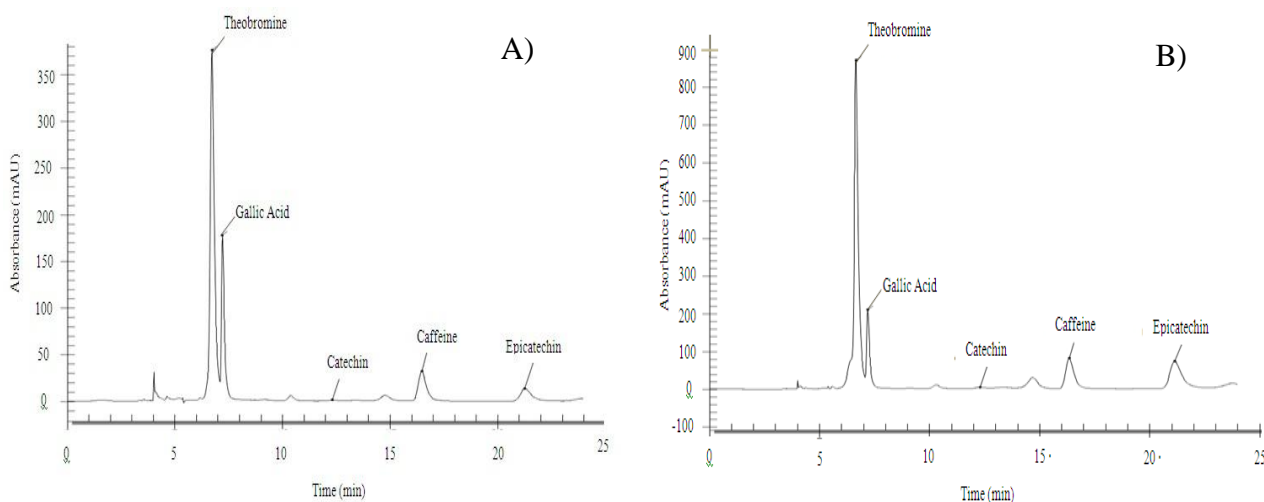 Theobromine
A)
350
300
250
200
150
100
50
0
Absorbance (mAU)
Gallic Acid
Catechin
Caffeine
Epicatechin
0
5
10
15
20
25
Time (min)
Theobromine
B)
900
800
700
600
500
400
300
200
100
0
-100
Absorbance (mAU)
Gallic Acid
Catechin
Caffeine
Epicatechin
0
5
10
15
20
25
Time (min)